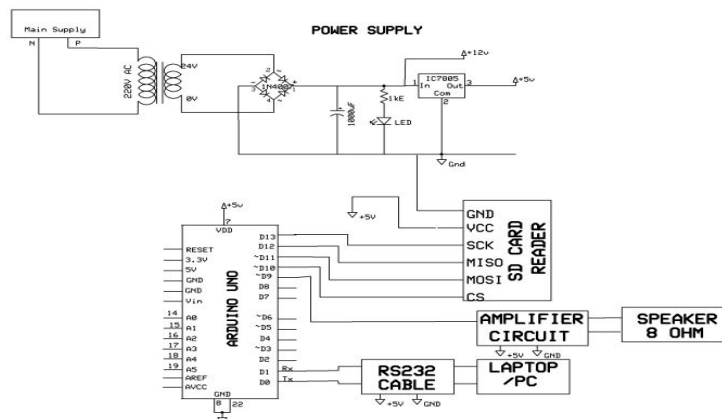 POWER SUPPLY
Main Supply
N P
220V AC
24V
0V
1N4007
1000uF
1kE
LED
+12v
IC7805
1 In Out 3
Com
2
+5v
Gnd
+5v
7
VDD
ARDUINO UNO
RESET
3.3V
5V
GND
GND
Vin
14 A0
15 A1
16 A2
17 A3
18 A4
19 A5
AREF
AVCC
GND
8 22
D13
D12
~D11
~D10
~D9
D8
D7
~D6
~D5
D4
~D3
D2
D1 Rx
D0 Tx
+5V
GND
VCC
SCK
MISO
MOSI
CS
SD CARD
READER
AMPLIFIER
CIRCUIT
+5V GND
SPEAKER
8 OHM
RS232
CABLE
+5V GND
LAPTOP
/PC